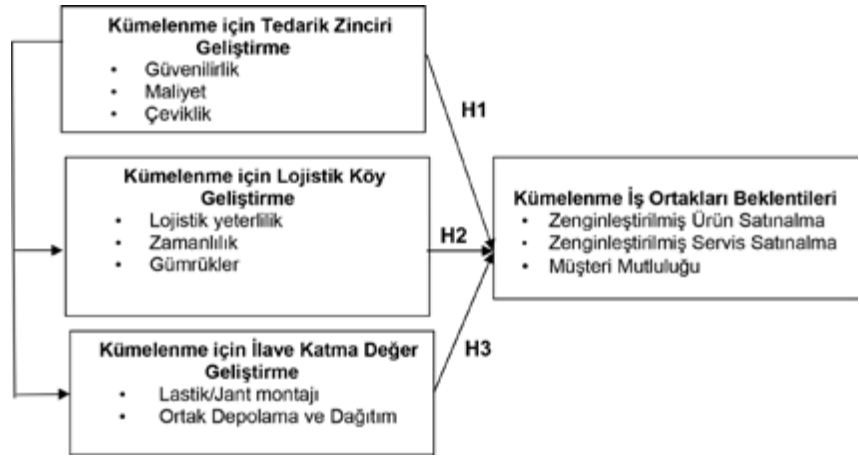 Kümelenme için Tedarik Zinciri
Geliştirme
• Güvenilirlik
• Maliyet
• Çeviklik
H1
Kümelenme için Lojistik Köy
Geliştirme
• Lojistik yeterlilik
• Zamanlılık
• Gümrükler
H2
Kümelenme İş Ortakları Beklentileri
• Zenginleştirilmiş Ürün Satınalma
• Zenginleştirilmiş Servis Satınalma
• Müşteri Mutluluğu
H3
Kümelenme için İlave Katma Değer
Geliştirme
• Lastik/Jant montajı
• Ortak Depolama ve Dağıtım